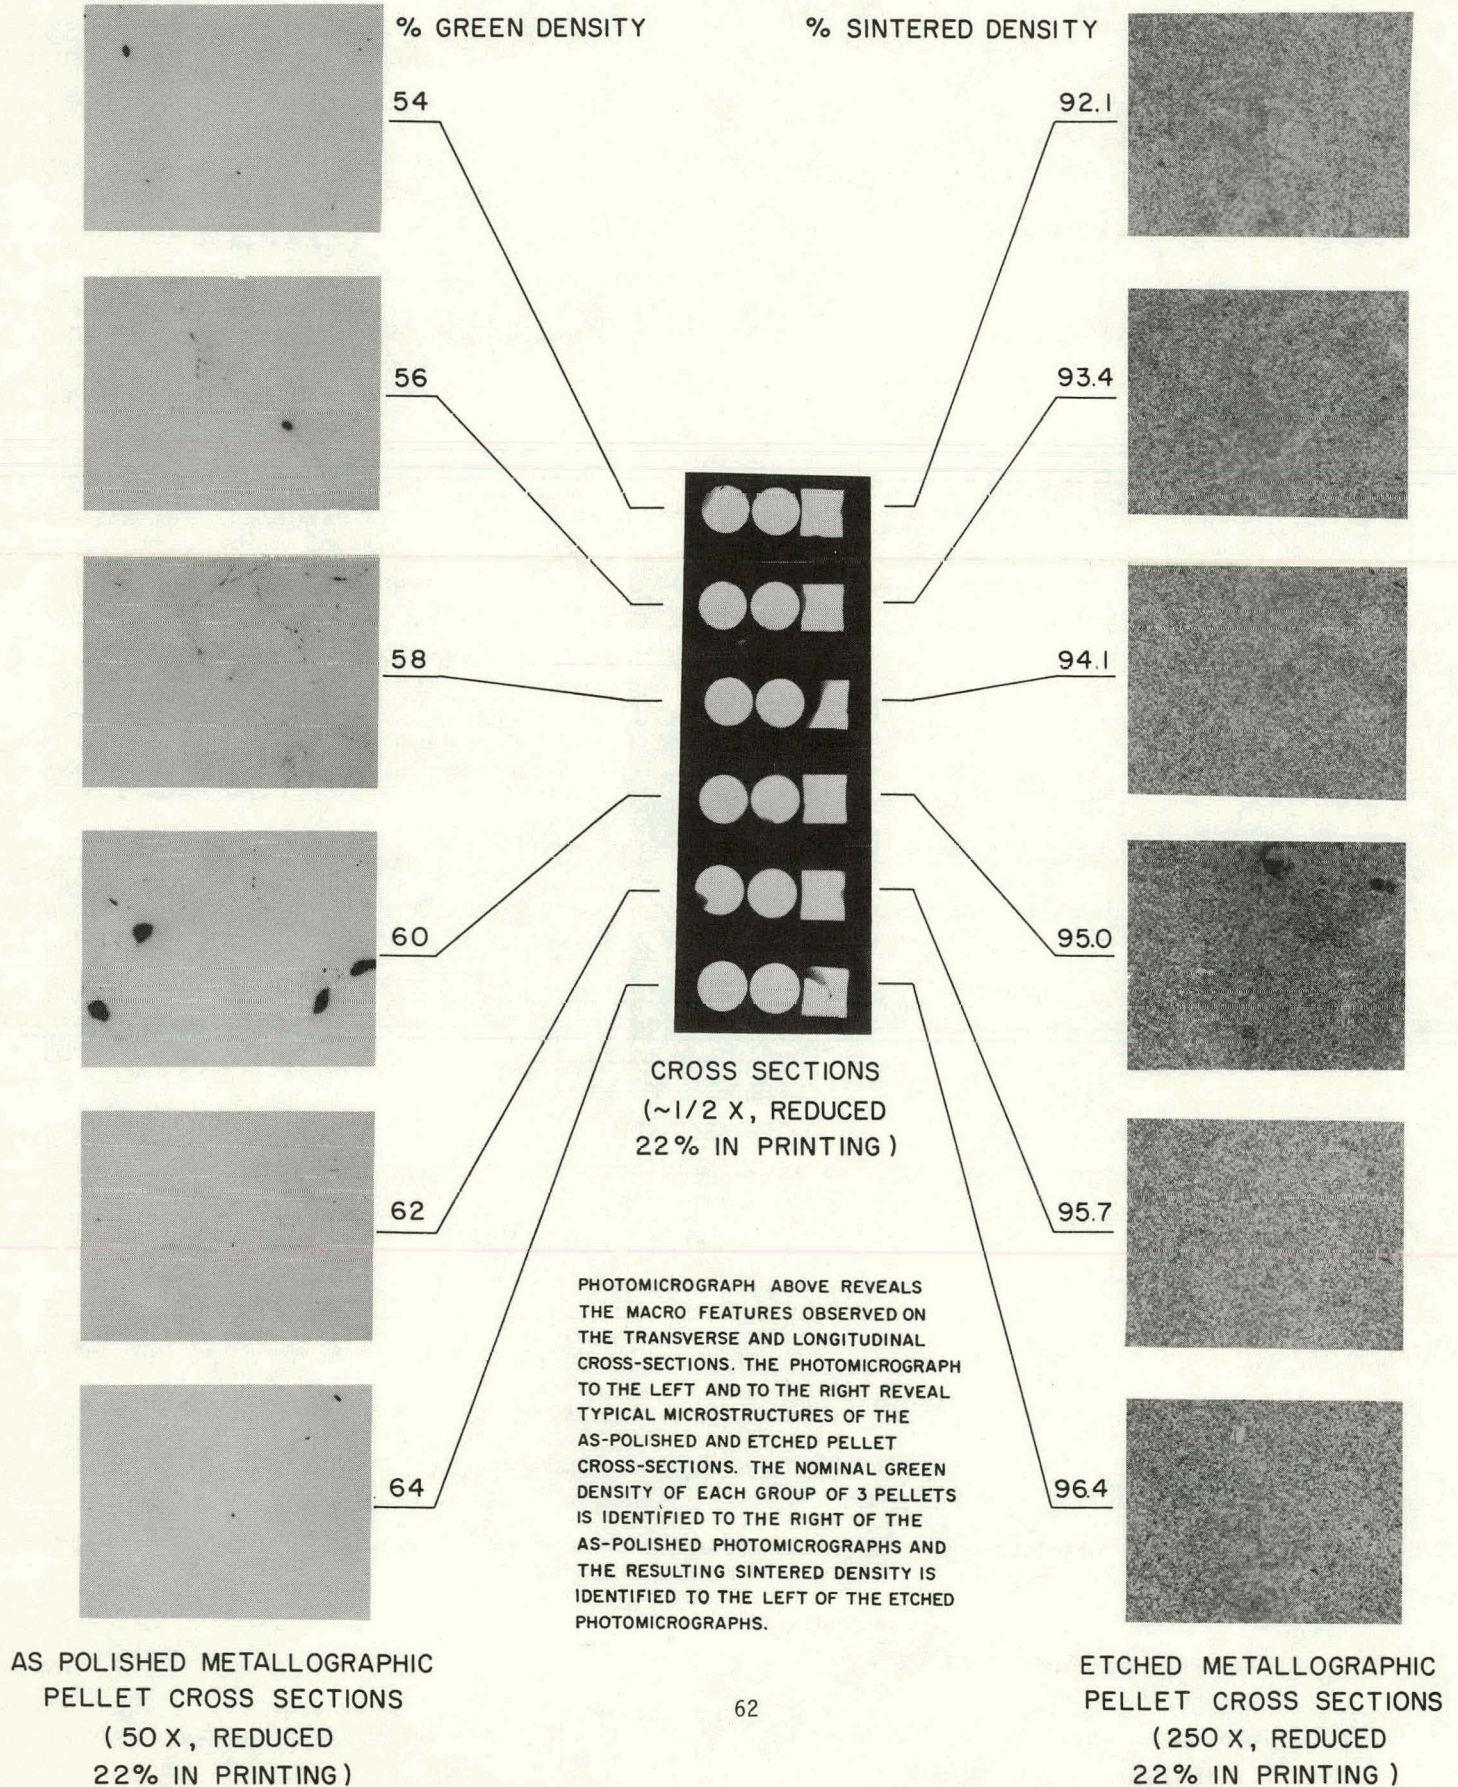 % GREEN DENSITY
% SINTERED DENSITY
54
92.1
56
93.4
58
94.1
60
95.0
62
95.7
64
96.4
CROSS SECTIONS
(~1/2 X, REDUCED
22% IN PRINTING)
PHOTOMICROGRAPH ABOVE REVEALS
THE MACRO FEATURES OBSERVED ON
THE TRANSVERSE AND LONGITUDINAL
CROSS-SECTIONS. THE PHOTOMICROGRAPH
TO THE LEFT AND TO THE RIGHT REVEAL
TYPICAL MICROSTRUCTURES OF THE
AS-POLISHED AND ETCHED PELLET
CROSS-SECTIONS. THE NOMINAL GREEN
DENSITY OF EACH GROUP OF 3 PELLETS
IS IDENTIFIED TO THE RIGHT OF THE
AS-POLISHED PHOTOMICROGRAPHS AND
THE RESULTING SINTERED DENSITY IS
IDENTIFIED TO THE LEFT OF THE ETCHED
PHOTOMICROGRAPHS.
AS POLISHED METALLOGRAPHIC
PELLET CROSS SECTIONS
(50 X, REDUCED
22% IN PRINTING)
ETCHED METALLOGRAPHIC
PELLET CROSS SECTIONS
(250 X, REDUCED
22% IN PRINTING)
62